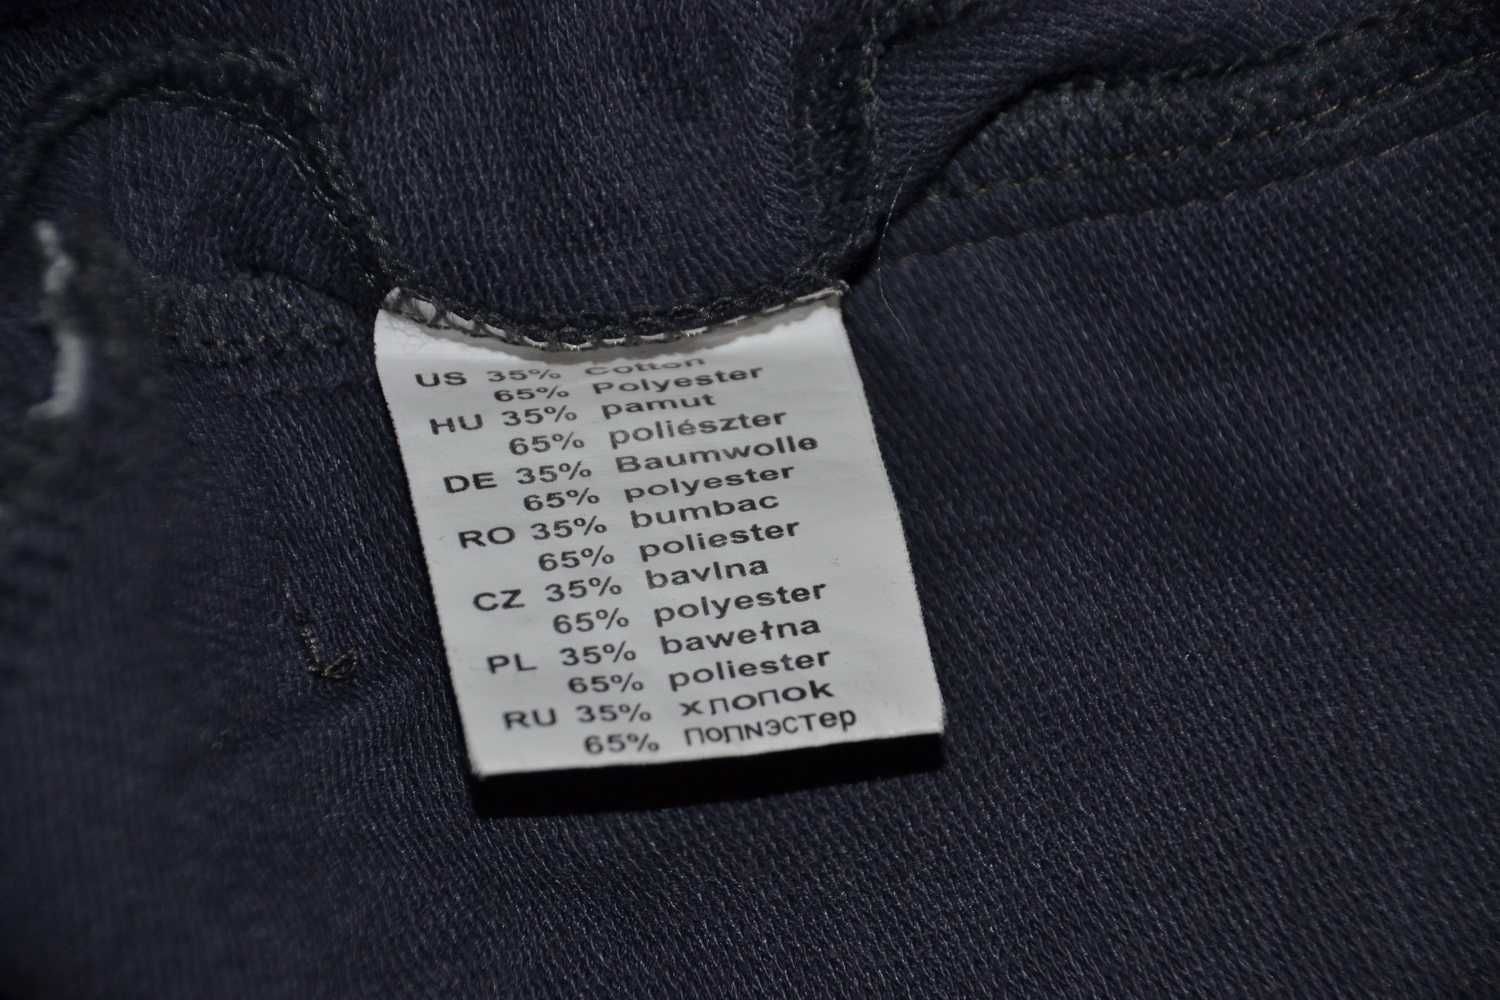 US 35% Cotton
65% Polyester
HU 35% pamut
65% poliészter
DE 35% Baumwolle
65% polyester
RO 35% bumbac
65% poliester
CZ 35% bavlna
65% polyester
PL 35% bawełna
65% poliester
RU 35% хлопок
65% полNэстер